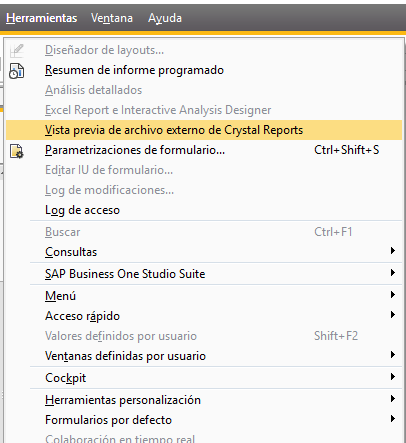 Herramientas Ventana Ayuda
Diseñador de layouts...
Resumen de informe programado
Análisis detallados
Excel Report e Interactive Analysis Designer
Vista previa de archivo externo de Crystal Reports
Parametrizaciones de formulario... Ctrl+Shift+S
Editar IU de formulario...
Log de modificaciones...
Log de acceso
Buscar Ctrl+F1
Consultas
SAP Business One Studio Suite
Menú
Acceso rápido
Valores definidos por usuario Shift+F2
Ventanas definidas por usuario
Cockpit
Herramientas personalización
Formularios por defecto
Colaboración en tiempo real